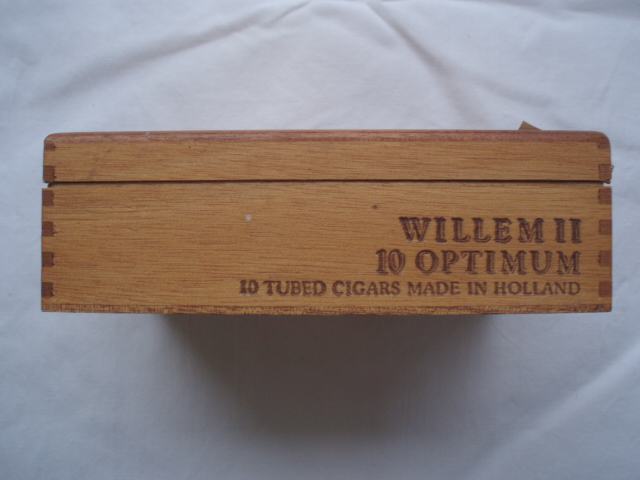 WILLEM II
10 OPTIMUM
10 TUBED CIGARS MADE IN HOLLAND